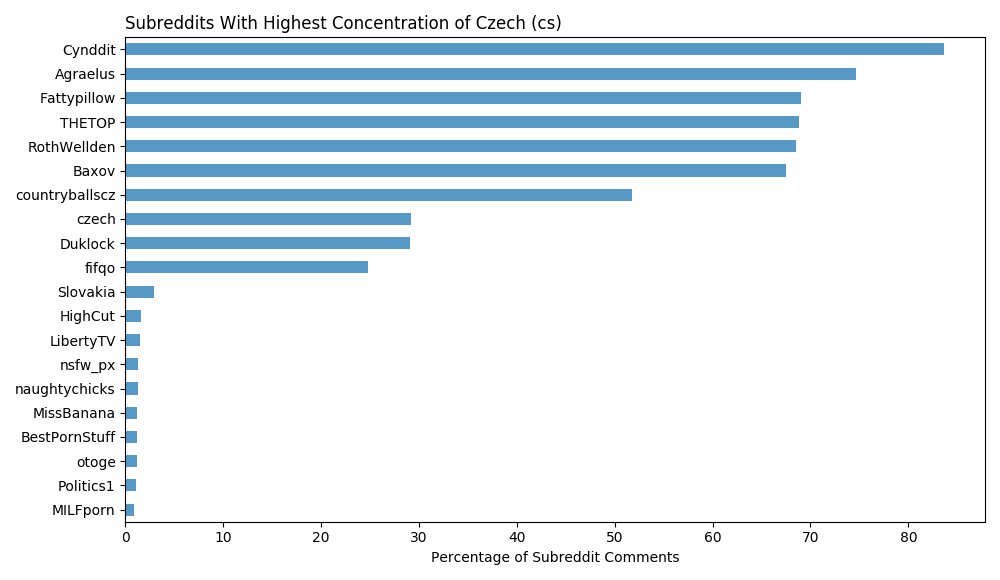 Subreddits With Highest Concentration of Czech (cs)
Cynddit
Agraelus
Fattypillow
THETOP
RothWellden
Baxov
countryballscz
czech
Duklock
fifqo
Slovakia
HighCut
LibertyTV
nsfw_px
naughtychicks
MissBanana
BestPornStuff
otoge
Politics1
MILFporn
0 10 20 30 40 50 60 70 80
Percentage of Subreddit Comments